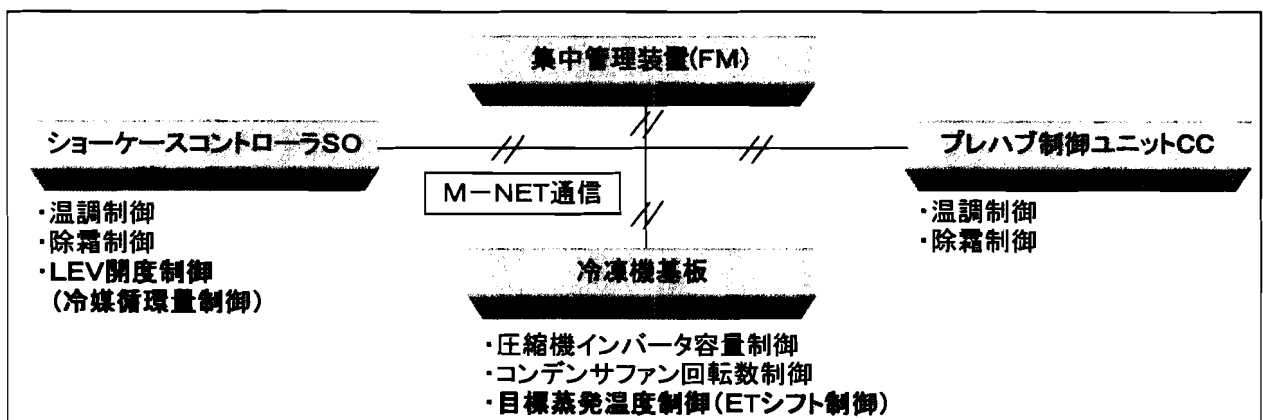 集中管理装置(FM)
ショーケースコントローラSO
プレハブ制御ユニットCC
M－NET通信
・温調制御
・除霜制御
・LEV開度制御
(冷媒循環量制御)
・温調制御
・除霜制御
冷凍機基板
・圧縮機インバータ容量制御
・コンデンサファン回転数制御
・目標蒸発温度制御(ETシフト制御)